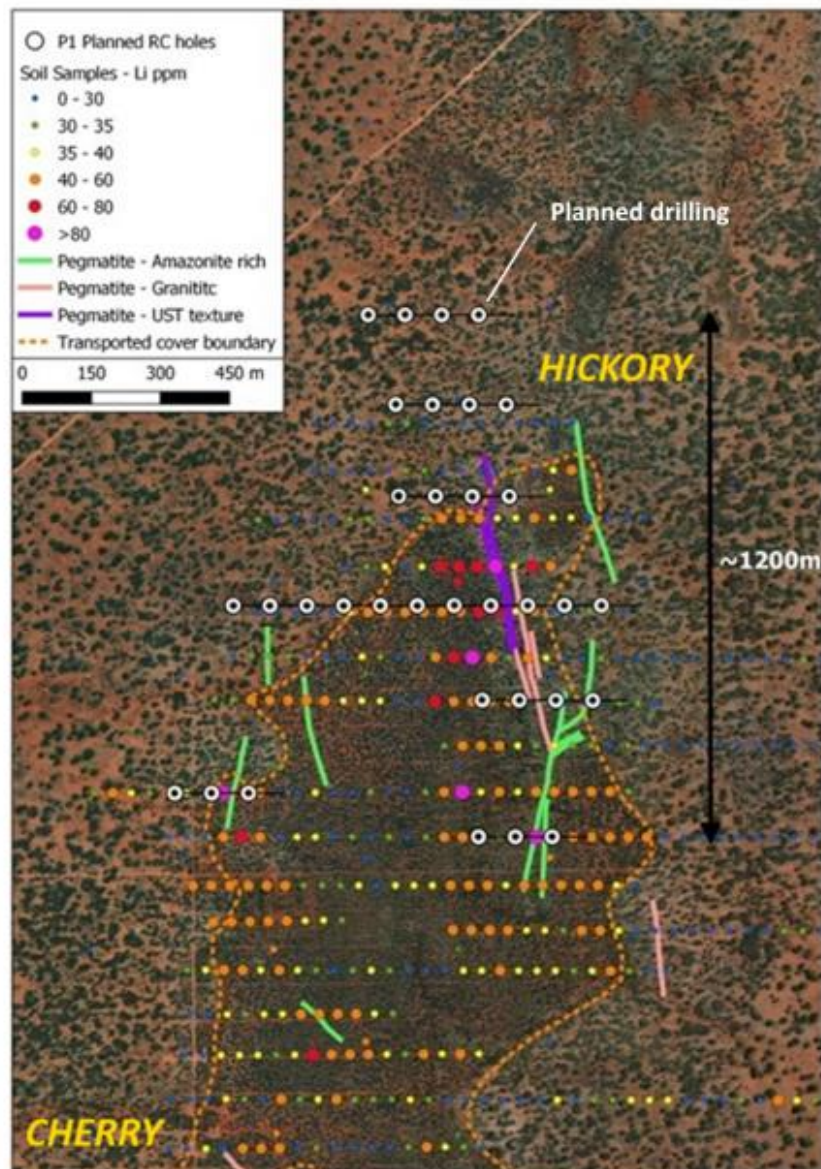 P1 Planned RC holes
Soil Samples - Li ppm
0 - 30
30 - 35
35 - 40
40 - 60
60 - 80
>80
Pegmatite - Amazonite rich
Pegmatite - Granititc
Pegmatite - UST texture
Transported cover boundary
0 150 300 450 m
Planned drilling
HICKORY
~1200m
CHERRY